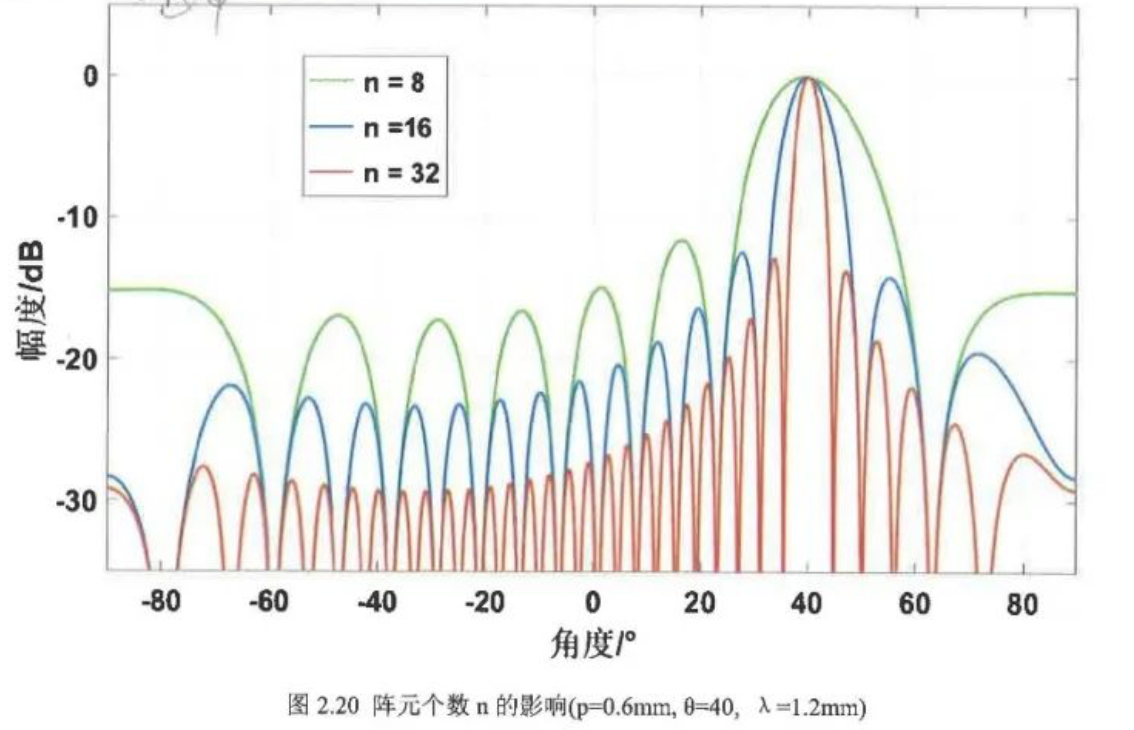 0
-10
-20
-30
幅度/dB
n = 8
n =16
n = 32
-80 -60 -40 -20 0 20 40 60 80
角度/°
图 2.20 阵元个数 n 的影响(p=0.6mm, θ=40, λ=1.2mm)